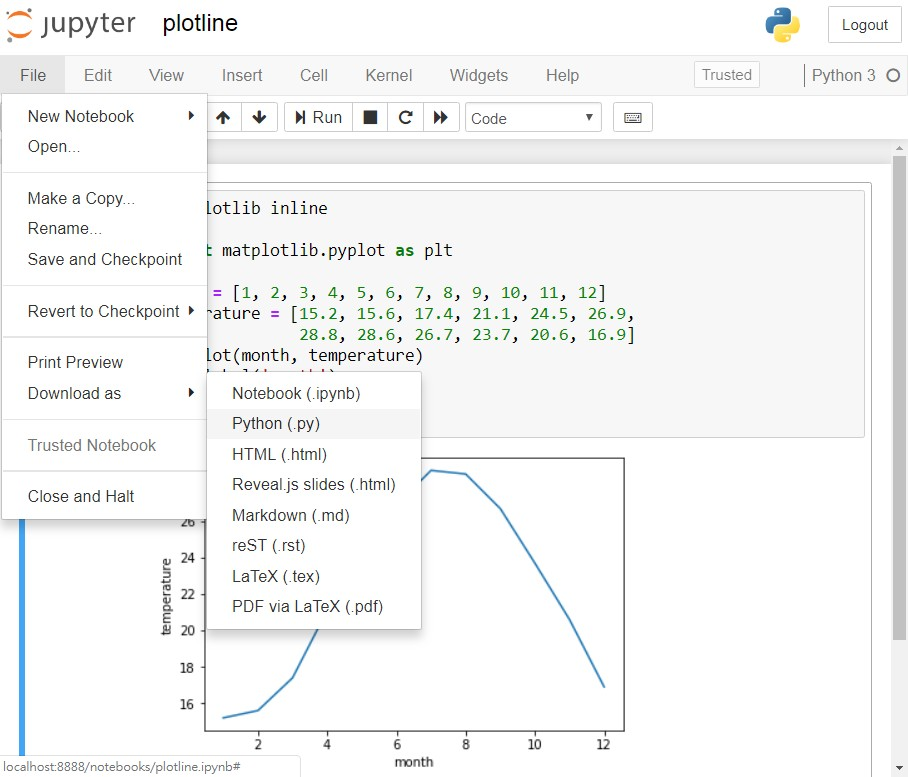 jupyter plotline Logout
File Edit View Insert Cell Kernel Widgets Help Trusted Python 3
New Notebook
Run Code
Open...
Make a Copy...
Rename...
Save and Checkpoint
Revert to Checkpoint
Print Preview
Download as
Trusted Notebook
Close and Halt
lotlib inline
t matplotlib.pyplot as plt
= [1, 2, 3, 4, 5, 6, 7, 8, 9, 10, 11, 12]
rature = [15.2, 15.6, 17.4, 21.1, 24.5, 26.9,
28.8, 28.6, 26.7, 23.7, 20.6, 16.9]
lot(month, temperature)
Notebook (.ipynb)
Python (.py)
HTML (.html)
Reveal.js slides (.html)
Markdown (.md)
reST (.rst)
LaTeX (.tex)
PDF via LaTeX (.pdf)
26
24
22
20
18
16
temperature
2 4 6 8 10 12
month
localhost:8888/notebooks/plotline.ipynb#